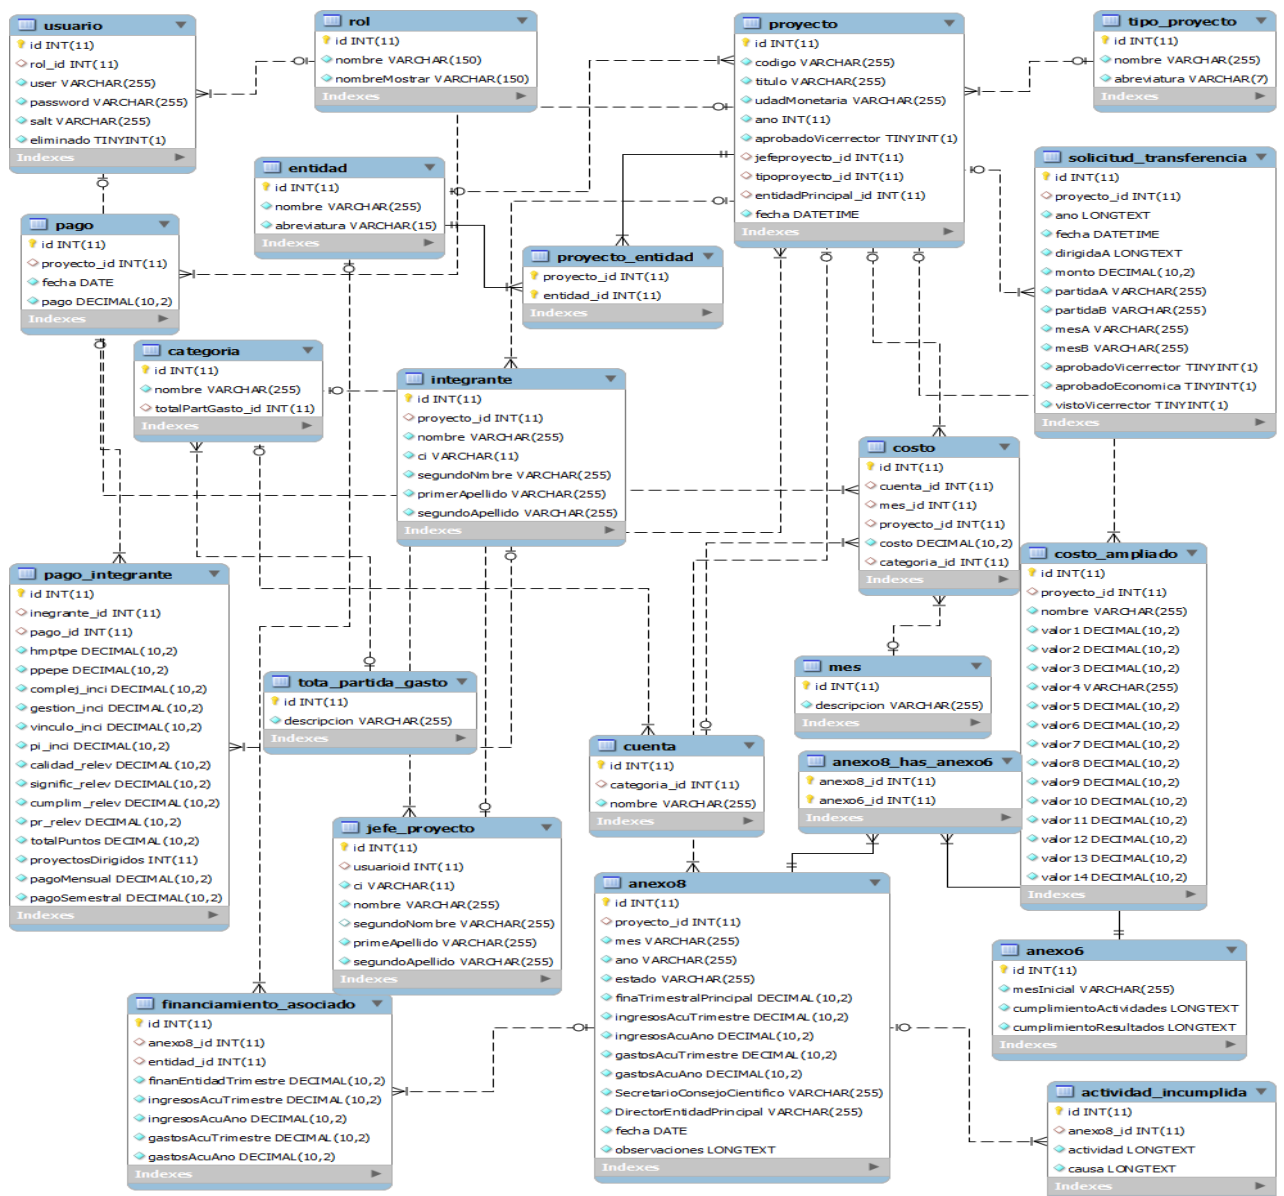 usuario
id INT(11)
rol_id INT(11)
user VARCHAR(255)
password VARCHAR(255)
salt VARCHAR(255)
eliminado TINYINT(1)
Indexes
rol
id INT(11)
nombre VARCHAR(150)
nombreMostrar VARCHAR(150)
Indexes
proyecto
id INT(11)
codigo VARCHAR(255)
titulo VARCHAR(255)
udadMonetaria VARCHAR(255)
ano INT(11)
aprobadoVicerrector TINYINT(1)
jefeproyecto_id INT(11)
tipoproyecto_id INT(11)
entidadPrincipal_id INT(11)
fecha DATETIME
Indexes
tipo_proyecto
id INT(11)
nombre VARCHAR(255)
abreviatura VARCHAR(7)
Indexes
solicitud_transferencia
id INT(11)
proyecto_id INT(11)
ano LONGTEXT
fecha DATETIME
dirigidaA LONGTEXT
monto DECIMAL(10,2)
partidaA VARCHAR(255)
partidaB VARCHAR(255)
mesA VARCHAR(255)
mesB VARCHAR(255)
aprobadoVicerrector TINYINT(1)
aprobadoEconomica TINYINT(1)
vistoVicerrector TINYINT(1)
Indexes
entidad
id INT(11)
nombre VARCHAR(255)
abreviatura VARCHAR(15)
Indexes
pago
id INT(11)
proyecto_id INT(11)
fecha DATE
pago DECIMAL(10,2)
Indexes
proyecto_entidad
proyecto_id INT(11)
entidad_id INT(11)
Indexes
categoria
id INT(11)
nombre VARCHAR(255)
totalPartGasto_id INT(11)
Indexes
integrante
id INT(11)
proyecto_id INT(11)
nombre VARCHAR(255)
ci VARCHAR(11)
segundoNmbre VARCHAR(255)
primerApellido VARCHAR(255)
segundoApellido VARCHAR(255)
Indexes
costo
id INT(11)
cuenta_id INT(11)
mes_id INT(11)
proyecto_id INT(11)
costo DECIMAL(10,2)
categoria_id INT(11)
Indexes
costo_ampliado
id INT(11)
proyecto_id INT(11)
nombre VARCHAR(255)
valor1 DECIMAL(10,2)
valor2 DECIMAL(10,2)
valor3 DECIMAL(10,2)
valor4 VARCHAR(255)
valor5 DECIMAL(10,2)
valor6 DECIMAL(10,2)
valor7 DECIMAL(10,2)
valor8 DECIMAL(10,2)
valor9 DECIMAL(10,2)
valor10 DECIMAL(10,2)
valor11 DECIMAL(10,2)
valor12 DECIMAL(10,2)
valor13 DECIMAL(10,2)
valor14 DECIMAL(10,2)
Indexes
pago_integrante
id INT(11)
inegrante_id INT(11)
pago_id INT(11)
hmptpe DECIMAL(10,2)
ppepe DECIMAL(10,2)
complej_inci DECIMAL(10,2)
gestion_inci DECIMAL(10,2)
vinculo_inci DECIMAL(10,2)
pi_inci DECIMAL(10,2)
calidad_relev DECIMAL(10,2)
signific_relev DECIMAL(10,2)
cumplim_relev DECIMAL(10,2)
pr_relev DECIMAL(10,2)
totalPuntos DECIMAL(10,2)
proyectosDirigidos INT(11)
pagoMensual DECIMAL(10,2)
pagoSemestral DECIMAL(10,2)
Indexes
tota_partida_gasto
id INT(11)
descripcion VARCHAR(255)
Indexes
mes
id INT(11)
descripcion VARCHAR(255)
Indexes
cuenta
id INT(11)
categoria_id INT(11)
nombre VARCHAR(255)
Indexes
anexo8_has_anexo6
anexo8_id INT(11)
anexo6_id INT(11)
Indexes
jefe_proyecto
id INT(11)
usuarioid INT(11)
ci VARCHAR(11)
nombre VARCHAR(255)
segundoNombre VARCHAR(255)
primeApellido VARCHAR(255)
segundoApellido VARCHAR(255)
Indexes
anexo8
id INT(11)
proyecto_id INT(11)
mes VARCHAR(255)
ano VARCHAR(255)
estado VARCHAR(255)
finaTrimestralPrincipal DECIMAL(10,2)
ingresosAcuTrimestre DECIMAL(10,2)
ingresosAcuAno DECIMAL(10,2)
gastosAcuTrimestre DECIMAL(10,2)
gastosAcuAno DECIMAL(10,2)
SecretarioConsejoCientifico VARCHAR(255)
DirectorEntidadPrincipal VARCHAR(255)
fecha DATE
observaciones LONGTEXT
Indexes
anexo6
id INT(11)
mesInicial VARCHAR(255)
cumplimientoActividades LONGTEXT
cumplimientoResultados LONGTEXT
Indexes
financiamiento_asociado
id INT(11)
anexo8_id INT(11)
entidad_id INT(11)
finanEntidadTrimestre DECIMAL(10,2)
ingresosAcuTrimestre DECIMAL(10,2)
ingresosAcuAno DECIMAL(10,2)
gastosAcuTrimestre DECIMAL(10,2)
gastosAcuAno DECIMAL(10,2)
Indexes
actividad_incumplida
id INT(11)
anexo8_id INT(11)
actividad LONGTEXT
causa LONGTEXT
Indexes